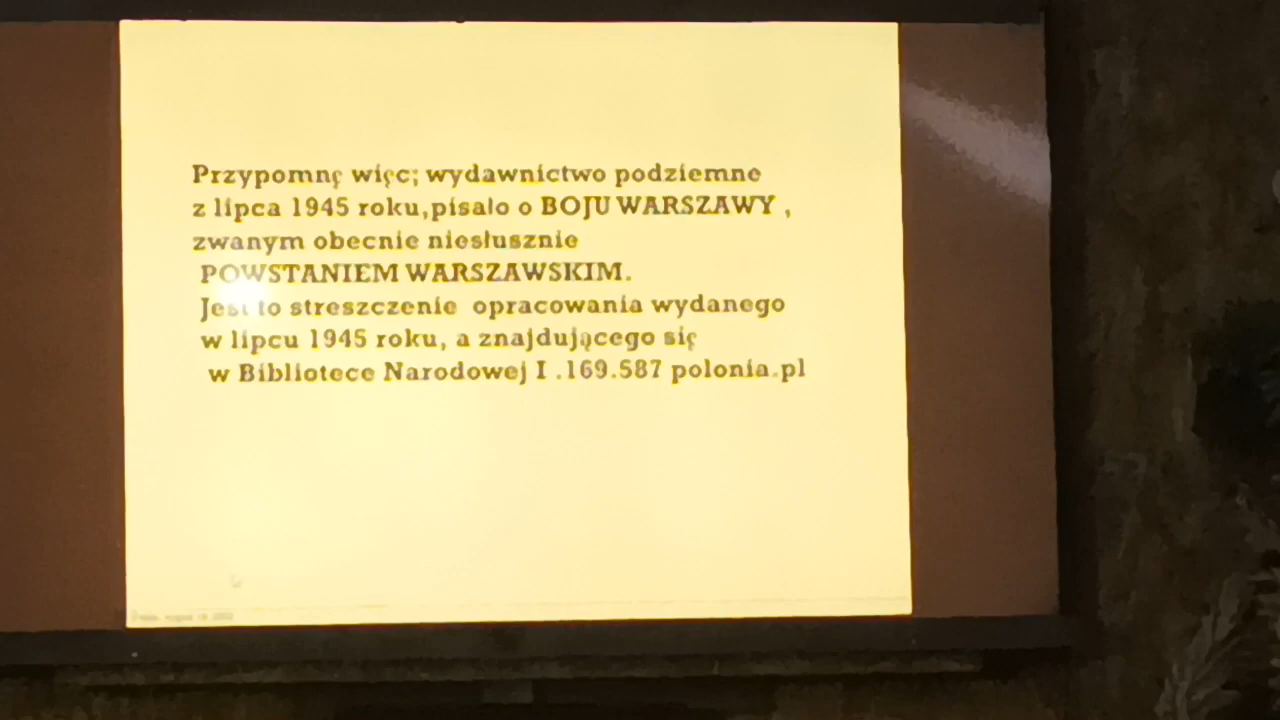 Przypomnę więc; wydawnictwo podziemne
z lipca 1945 roku,pisało o BOJU WARSZAWY ,
zwanym obecnie niesłusznie
POWSTANIEM WARSZAWSKIM.
Jest to streszczenie opracowania wydanego
w lipcu 1945 roku, a znajdującego się
w Bibliotece Narodowej I .169.587 polonia.pl